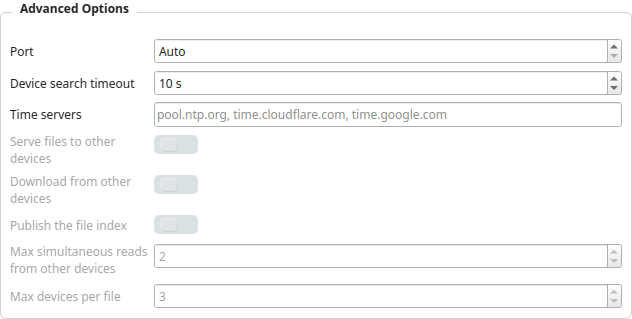 Advanced Options
Port
Auto
Device search timeout
10 s
Time servers
pool.ntp.org, time.cloudflare.com, time.google.com
Serve files to other
devices
Download from other
devices
Publish the file index
Max simultaneous reads
from other devices
2
Max devices per file
3